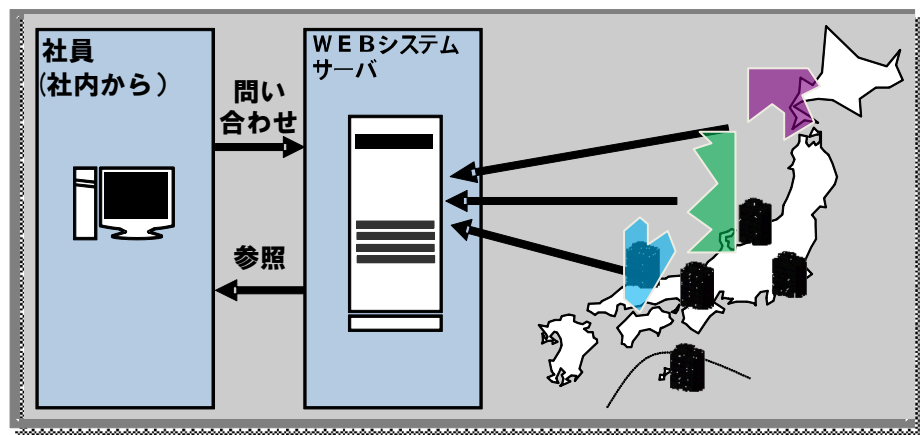 社員
(社内から）
問い
合わせ
参照
ＷＥＢシステム
サーバ